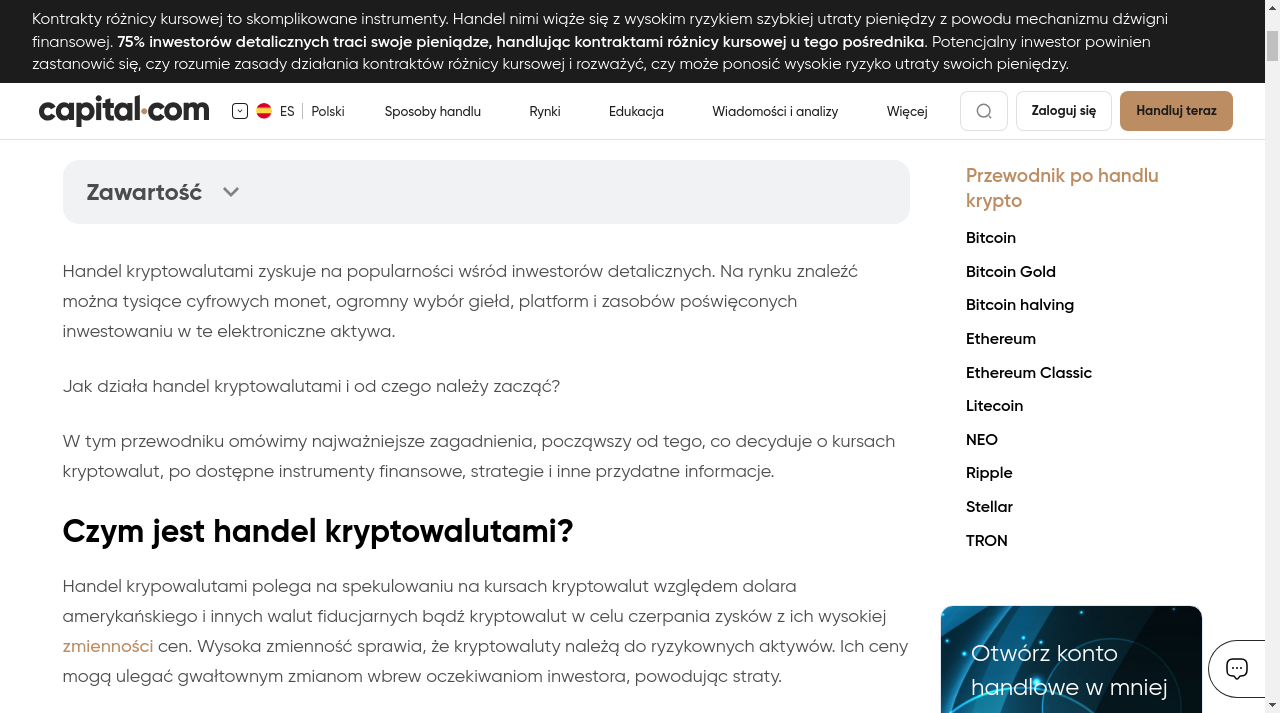 Kontrakty różnicy kursowej to skomplikowane instrumenty. Handel nimi wiąże się z wysokim ryzykiem szybkiej utraty pieniędzy z powodu mechanizmu dźwigni
finansowej. 75% inwestorów detalicznych traci swoje pieniądze, handlując kontraktami różnicy kursowej u tego pośrednika. Potencjalny inwestor powinien
zastanowić się, czy rozumie zasady działania kontraktów różnicy kursowej i rozważyć, czy może ponosić wysokie ryzyko utraty swoich pieniędzy.
capital.com ES Polski Sposoby handlu Rynki Edukacja Wiadomości i analizy Więcej Zaloguj się Handluj teraz
Zawartość
Handel kryptowalutami zyskuje na popularności wśród inwestorów detalicznych. Na rynku znaleźć
można tysiące cyfrowych monet, ogromny wybór giełd, platform i zasobów poświęconych
inwestowaniu w te elektroniczne aktywa.
Jak działa handel kryptowalutami i od czego należy zacząć?
W tym przewodniku omówimy najważniejsze zagadnienia, począwszy od tego, co decyduje o kursach
kryptowalut, po dostępne instrumenty finansowe, strategie i inne przydatne informacje.
Czym jest handel kryptowalutami?
Handel krypowalutami polega na spekulowaniu na kursach kryptowalut względem dolara
amerykańskiego i innych walut fiducjarnych bądź kryptowalut w celu czerpania zysków z ich wysokiej
zmienności cen. Wysoka zmienność sprawia, że kryptowaluty należą do ryzykownych aktywów. Ich ceny
mogą ulegać gwałtownym zmianom wbrew oczekiwaniom inwestora, powodując straty.
Przewodnik po handlu
krypto
Bitcoin
Bitcoin Gold
Bitcoin halving
Ethereum
Ethereum Classic
Litecoin
NEO
Ripple
Stellar
TRON
Otwórz konto
handlowe w mniej